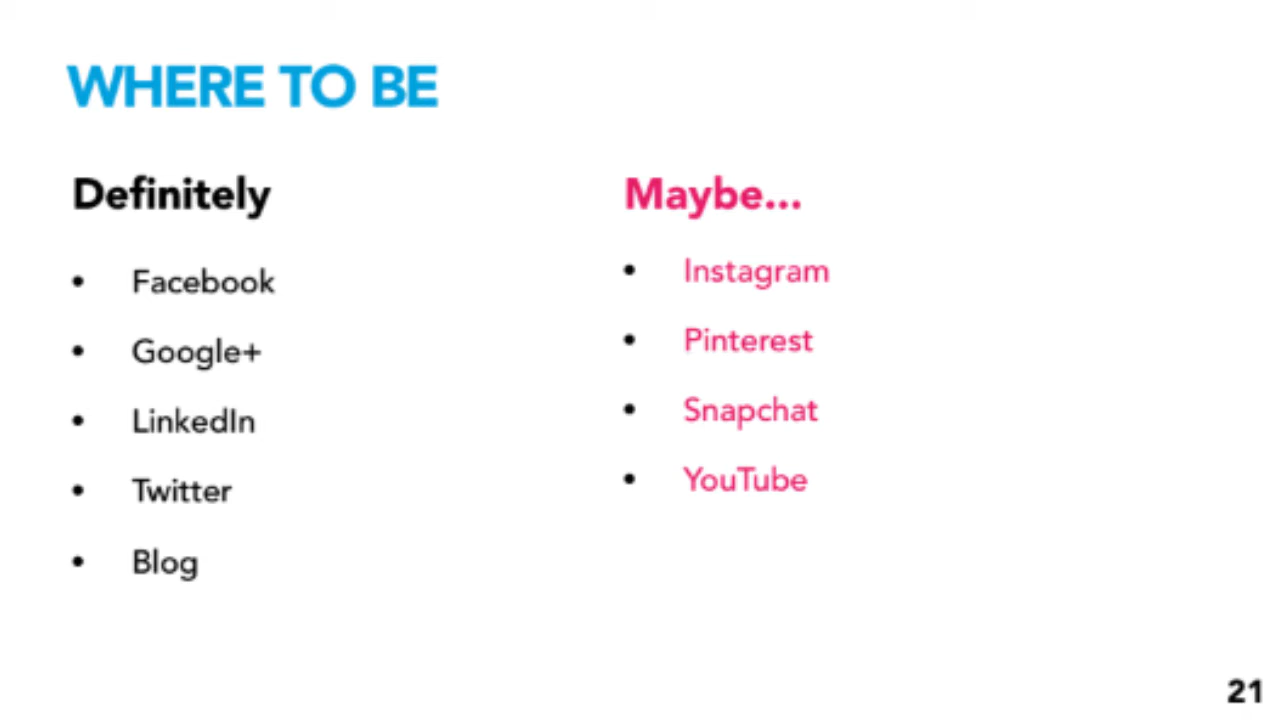 WHERE TO BE
Definitely
• Facebook
• Google+
• LinkedIn
• Twitter
• Blog
Maybe...
• Instagram
• Pinterest
• Snapchat
• YouTube
21